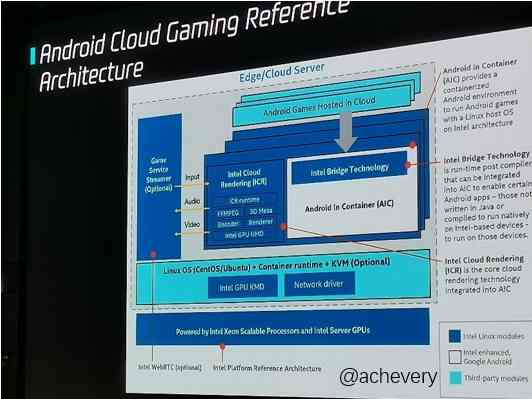 Android Cloud Gaming Reference
Architecture
Edge/Cloud Server
Android Games Hosted in Cloud
Game
Service
Streamer
(Optional)
Input
Audio
Video
Intel Cloud
Rendering (ICR)
ICR runtime
FFMPEG 3D Mesa
Encoder Renderer
Intel GPU UMD
Intel Bridge Technology
Android in Container (AIC)
Linux OS (CentOS/Ubuntu) + Container runtime + KVM (Optional)
Intel GPU KMD
Network driver
Powered by Intel Xeon Scalable Processors and Intel Server GPUs
Intel WebRTC (optional)
Intel Platform Reference Architecture
Android in Container
(AIC) provides a
containerized
Android environment
to run Android games
with a Linux host OS
on Intel architecture
Intel Bridge Technology
is run-time post compiler
that can be integrated
into AIC to enable certain
Android apps – those not
written in Java or
compiled to run natively
on Intel-based devices –
to run on those devices.
Intel Cloud Rendering
(ICR) is the core cloud
rendering technology
integrated into AIC
Intel Linux modules
Intel enhanced,
Google Android
Third-party modules
@achevery